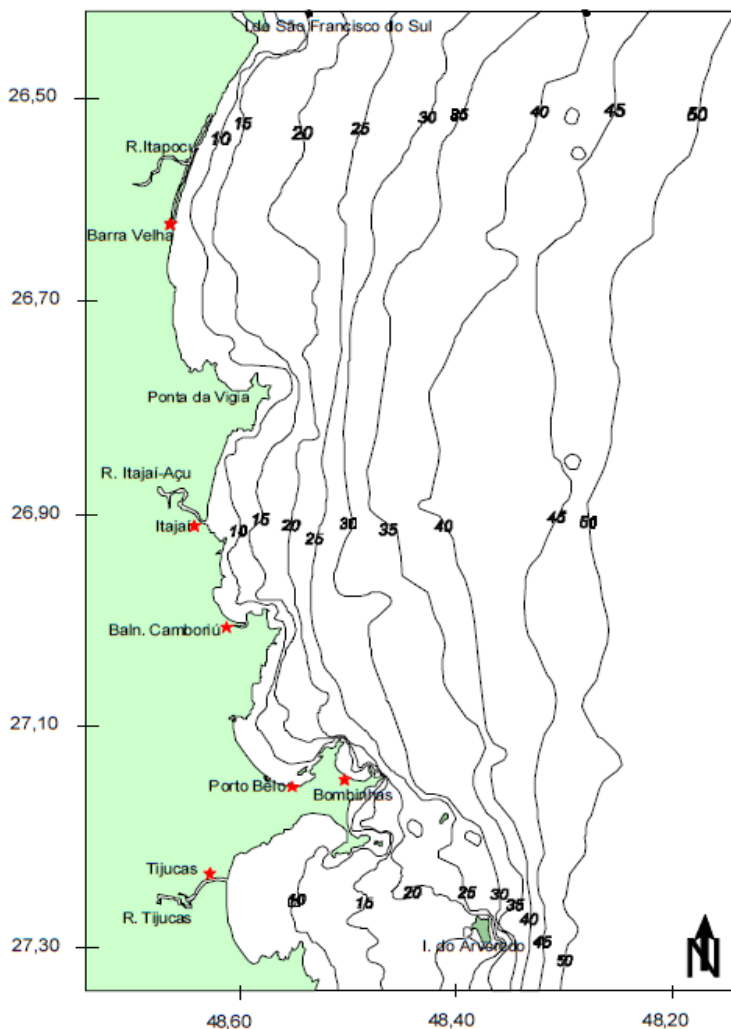 I.de São Francisco do Sul
26,50
10 15 20 25 30 35 40 45 50
R.Itapocu
Barra Velha
26,70
Ponta da Vigia
R. Itajaí-Açu
26,90
Itajaí
10 15 20 25 30 35 40 45 50
Baln. Camboriú
27,10
Porto Belo
Bombinhas
Tijucas
R. Tijucas
10 15 20 25 30 35 40 45 50
27,30
I. do Arvoredo
N
48,60 48,40 48,20